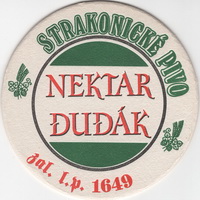 STRAKONICKÉ PIVO
NEKTAR
DUDÁK
zal. l.p. 1649